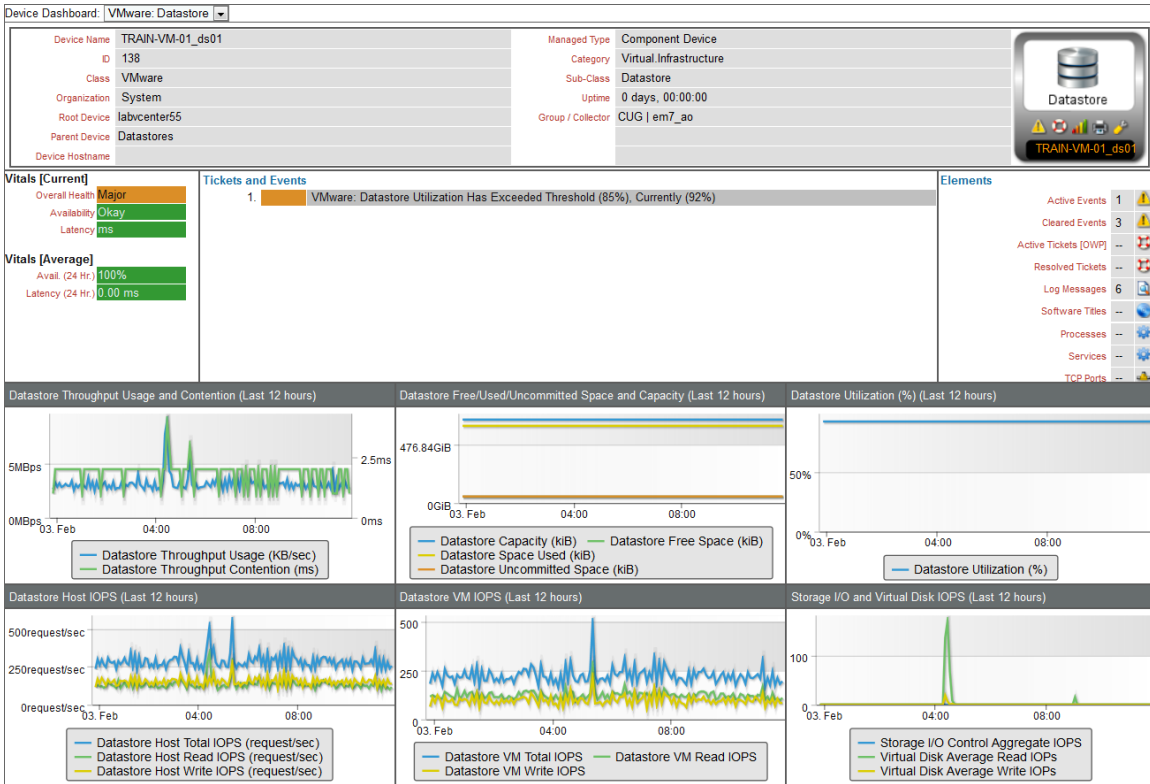 Device Dashboard: VMware: Datastore
Device Name TRAIN-VM-01_ds01 Managed Type Component Device
ID 138 Category Virtual.Infrastructure
Class VMware Sub-Class Datastore
Organization System Uptime 0 days, 00:00:00
Root Device labvcenter55 Group / Collector CUG | em7_ao
Parent Device Datastores
Device Hostname
Datastore
TRAIN-VM-01_ds01
Vitals [Current]
Overall Health Major
Availability Okay
Latency ms
Vitals [Average]
Avail. (24 Hr.) 100%
Latency (24 Hr.) 0.00 ms
Tickets and Events
1. VMware: Datastore Utilization Has Exceeded Threshold (85%), Currently (92%)
Elements
Active Events 1
Cleared Events 3
Active Tickets [OWP] --
Resolved Tickets --
Log Messages 6
Software Titles --
Processes --
Services --
TCP Ports --
Datastore Throughput Usage and Contention (Last 12 hours)
5MBps 2.5ms
0MBps 0ms
03. Feb 04:00 08:00
Datastore Throughput Usage (KB/sec)
Datastore Throughput Contention (ms)
Datastore Free/Used/Uncommitted Space and Capacity (Last 12 hours)
476.84GiB
0GiB
03. Feb 04:00 08:00
Datastore Capacity (kiB) Datastore Free Space (kiB)
Datastore Space Used (kiB)
Datastore Uncommitted Space (kiB)
Datastore Utilization (%) (Last 12 hours)
50%
0%
03. Feb 04:00 08:00
Datastore Utilization (%)
Datastore Host IOPS (Last 12 hours)
500request/sec
250request/sec
0request/sec
03. Feb 04:00 08:00
Datastore Host Total IOPS (request/sec)
Datastore Host Read IOPS (request/sec)
Datastore Host Write IOPS (request/sec)
Datastore VM IOPS (Last 12 hours)
500
250
0
03. Feb 04:00 08:00
Datastore VM Total IOPS Datastore VM Read IOPS
Datastore VM Write IOPS
Storage I/O and Virtual Disk IOPS (Last 12 hours)
100
0
03. Feb 04:00 08:00
Storage I/O Control Aggregate IOPS
Virtual Disk Average Read IOPs
Virtual Disk Average Write IOPs